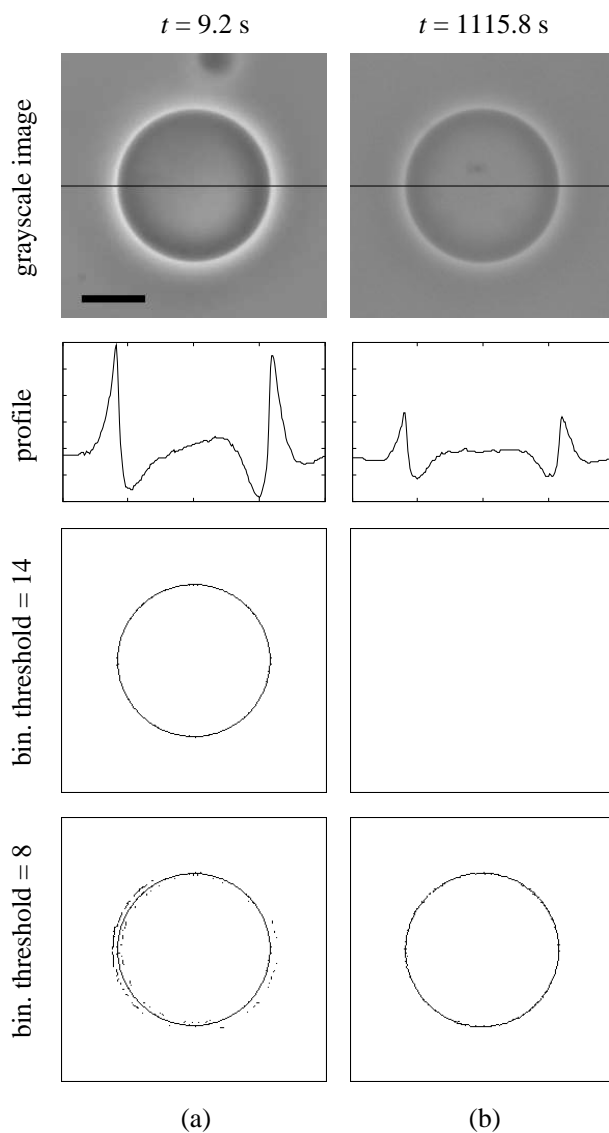 t = 9.2 s
t = 1115.8 s
grayscale image
profile
bin. threshold = 14
bin. threshold = 8
(a)
(b)